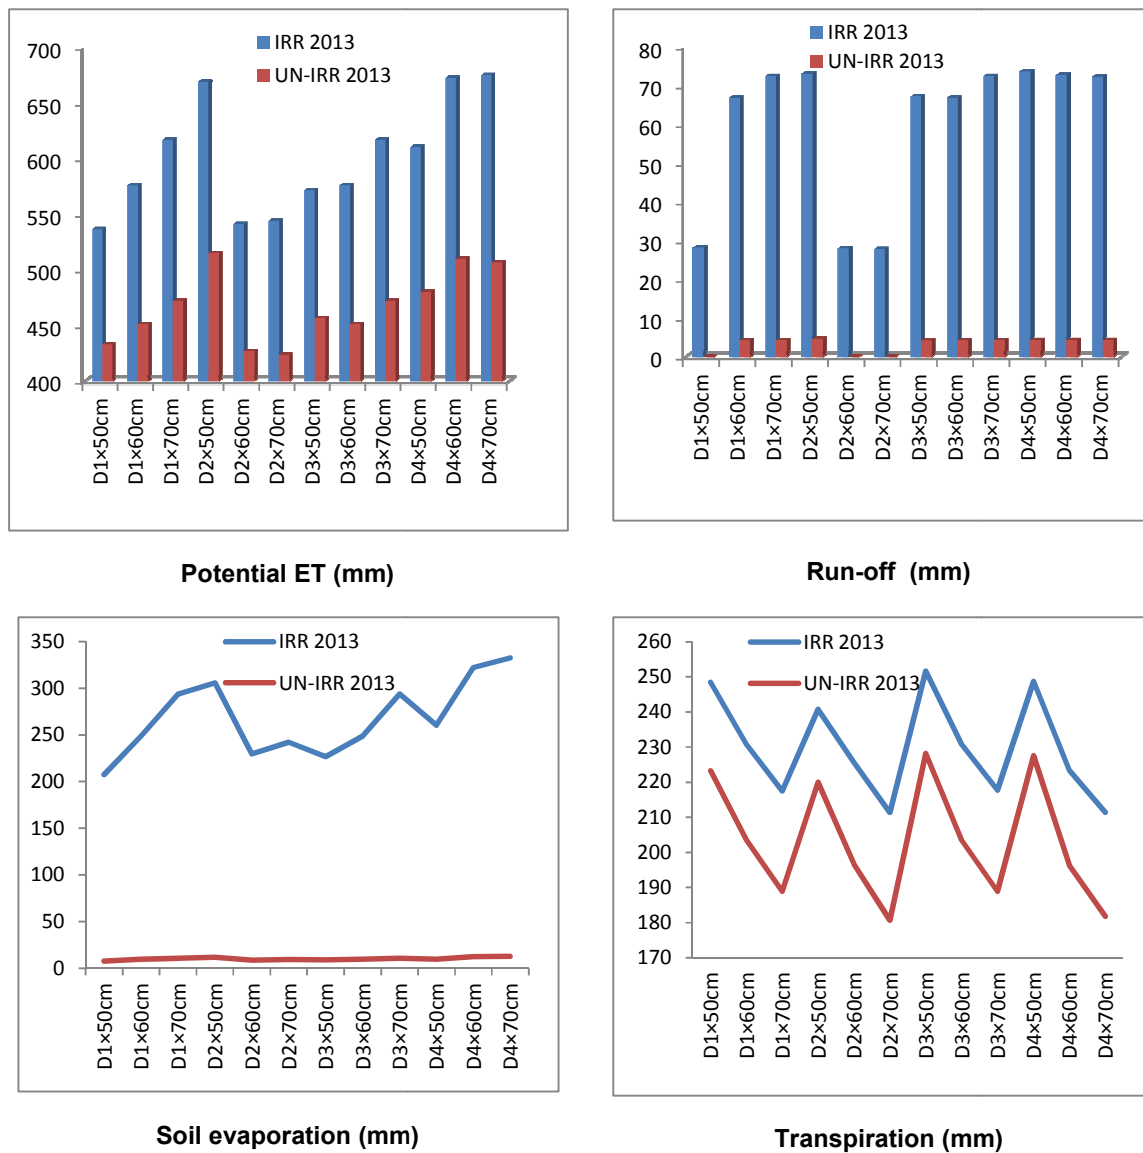 IRR 2013
UN-IRR 2013
700
650
600
550
500
450
400
D1×50cm
D1×60cm
D1×70cm
D2×50cm
D2×60cm
D2×70cm
D3×50cm
D3×60cm
D3×70cm
D4×50cm
D4×60cm
D4×70cm
Potential ET (mm)
IRR 2013
UN-IRR 2013
80
70
60
50
40
30
20
10
0
D1×50cm
D1×60cm
D1×70cm
D2×50cm
D2×60cm
D2×70cm
D3×50cm
D3×60cm
D3×70cm
D4×50cm
D4×60cm
D4×70cm
Run-off (mm)
IRR 2013
UN-IRR 2013
350
300
250
200
150
100
50
0
D1×50cm
D1×60cm
D1×70cm
D2×50cm
D2×60cm
D2×70cm
D3×50cm
D3×60cm
D3×70cm
D4×50cm
D4×60cm
D4×70cm
Soil evaporation (mm)
IRR 2013
UN-IRR 2013
260
250
240
230
220
210
200
190
180
170
D1×50cm
D1×60cm
D1×70cm
D2×50cm
D2×60cm
D2×70cm
D3×50cm
D3×60cm
D3×70cm
D4×50cm
D4×60cm
D4×70cm
Transpiration (mm)